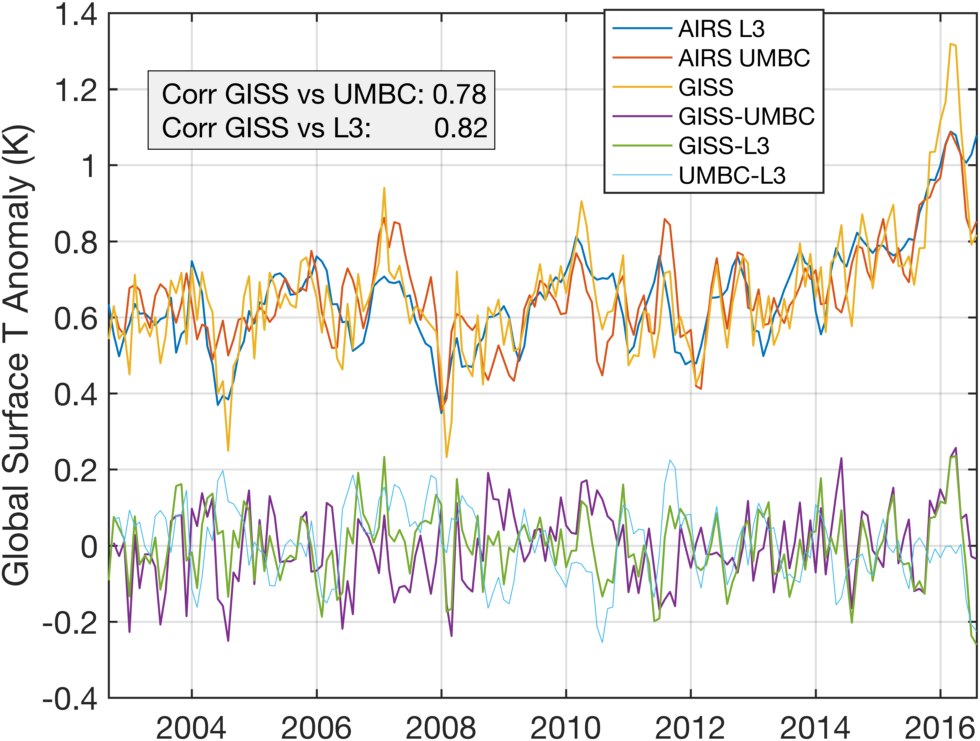 1.4
1.2
1
0.8
0.6
0.4
0.2
0
-0.2
-0.4
Global Surface T Anomaly (K)
Corr GISS vs UMBC: 0.78
Corr GISS vs L3: 0.82
AIRS L3
AIRS UMBC
GISS
GISS-UMBC
GISS-L3
UMBC-L3
2004 2006 2008 2010 2012 2014 2016